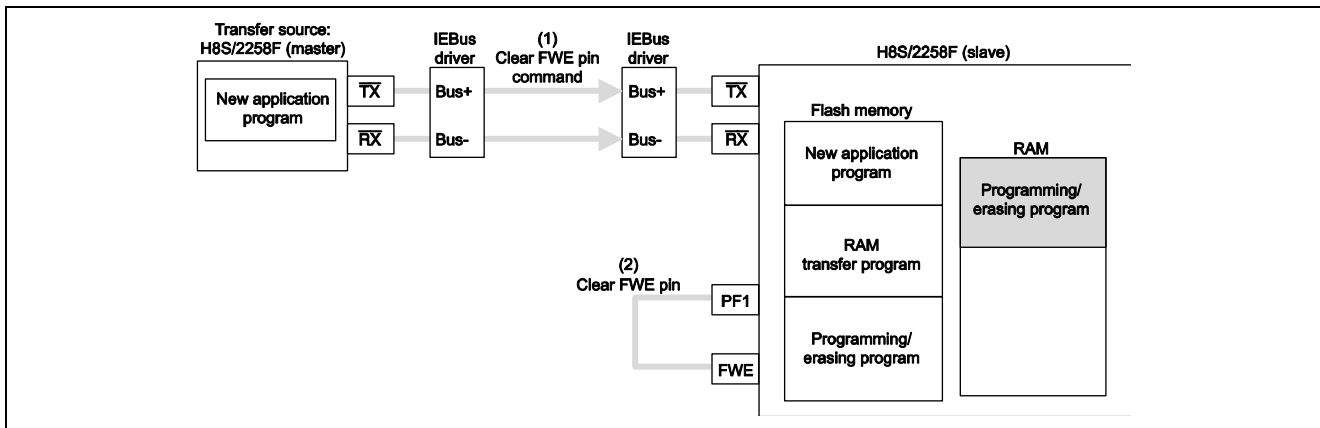 Transfer source:
H8S/2258F (master)
New application
program
TX
RX
IEBus
driver
Bus+
Bus-
(1)
Clear FWE pin
command
IEBus
driver
Bus+
Bus-
H8S/2258F (slave)
TX
RX
Flash memory
New application
program
RAM
transfer program
Programming/
erasing program
RAM
Programming/
erasing program
(2)
Clear FWE pin
PF1
FWE